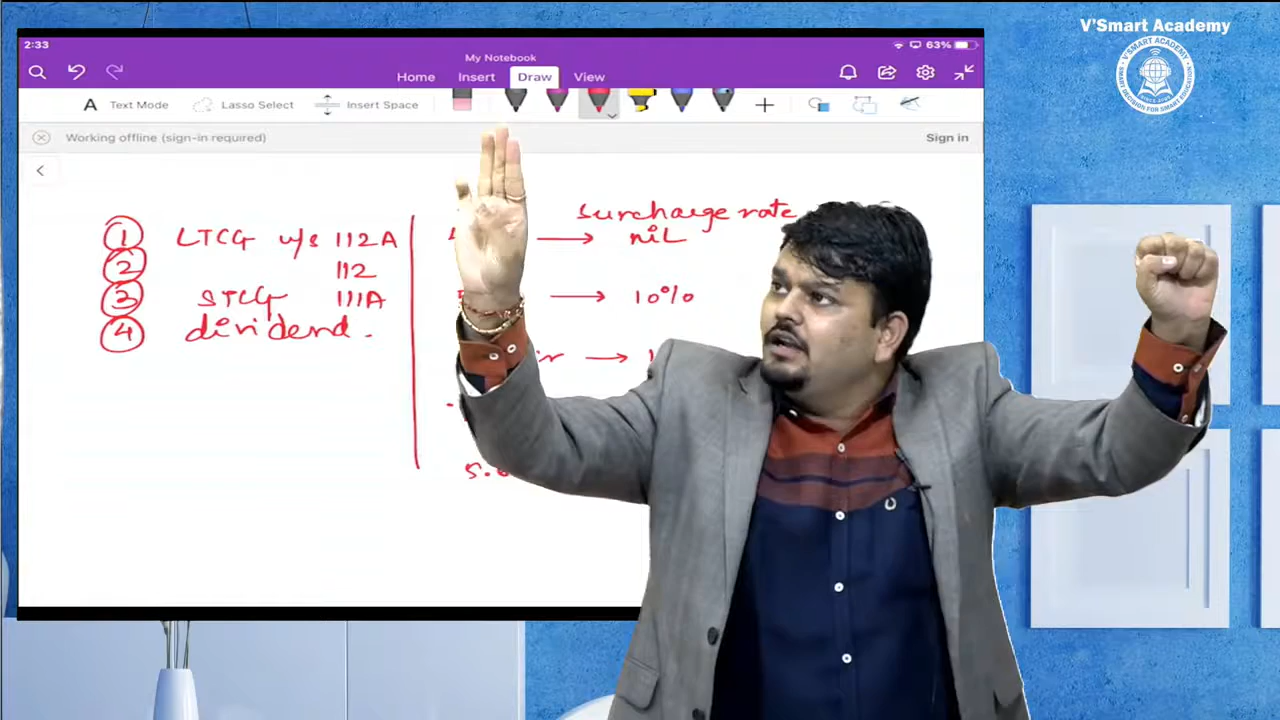 V'Smart Academy
2:33
63%
My Notebook
Home Insert Draw View
A Text Mode Lasso Select Insert Space
Working offline (sign-in required) Sign in
surcharge rate
① LTCG u/s 112A → nil
② 112
③ STCG 111A → 10%
④ dividend.
→